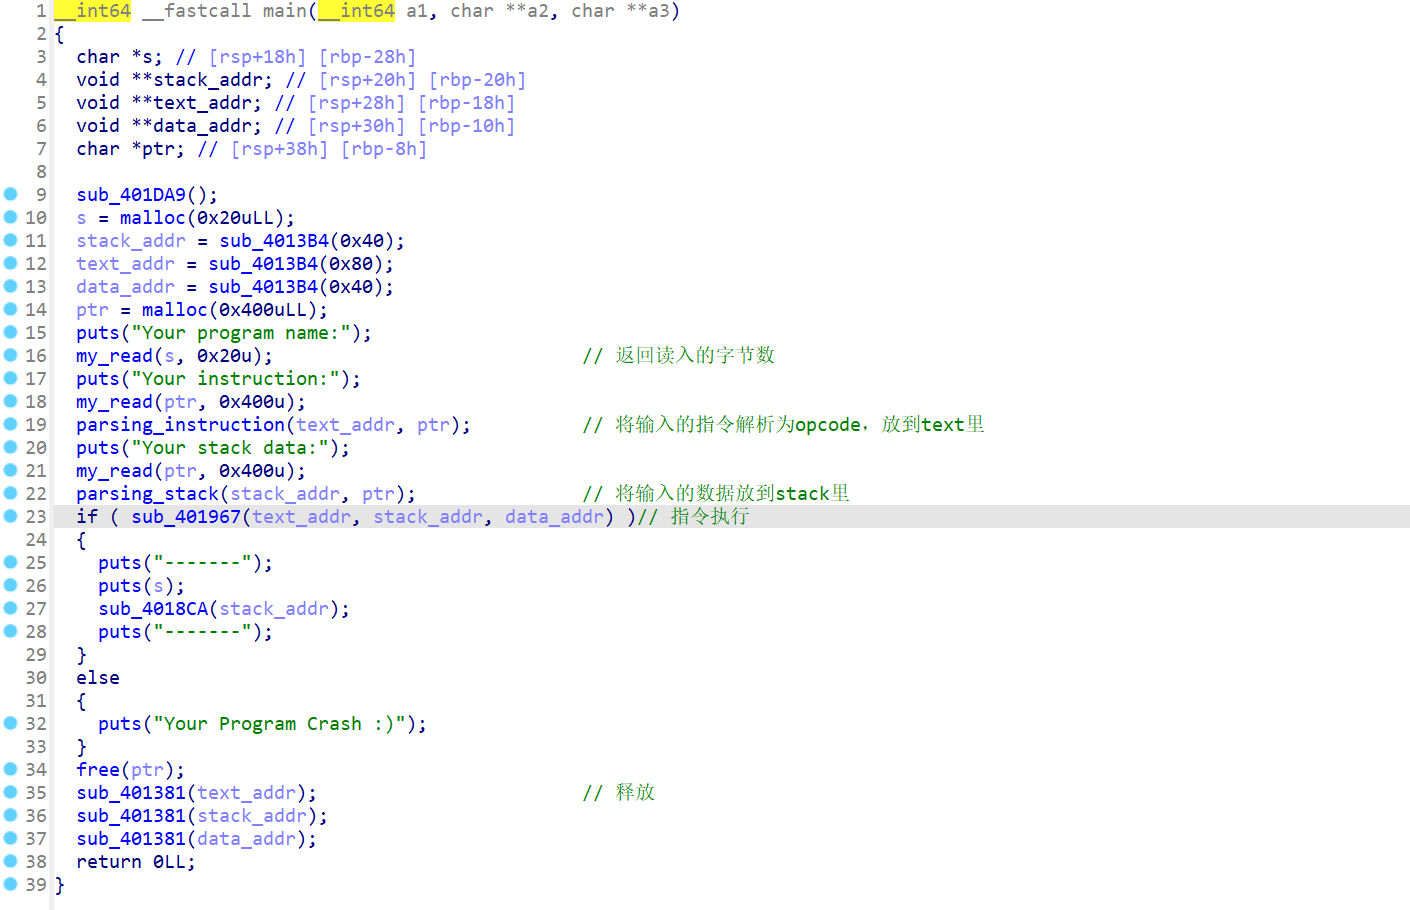 1 __int64 __fastcall main(__int64 a1, char **a2, char **a3)
2 {
3   char *s; // [rsp+18h] [rbp-28h]
4   void **stack_addr; // [rsp+20h] [rbp-20h]
5   void **text_addr; // [rsp+28h] [rbp-18h]
6   void **data_addr; // [rsp+30h] [rbp-10h]
7   char *ptr; // [rsp+38h] [rbp-8h]
8
9   sub_401DA9();
10   s = malloc(0x20uLL);
11   stack_addr = sub_4013B4(0x40);
12   text_addr = sub_4013B4(0x80);
13   data_addr = sub_4013B4(0x40);
14   ptr = malloc(0x400uLL);
15   puts("Your program name:");
16   my_read(s, 0x20u);                             // 返回读入的字节数
17   puts("Your instruction:");
18   my_read(ptr, 0x400u);
19   parsing_instruction(text_addr, ptr);           // 将输入的指令解析为opcode，放到text里
20   puts("Your stack data:");
21   my_read(ptr, 0x400u);
22   parsing_stack(stack_addr, ptr);                // 将输入的数据放到stack里
23   if ( sub_401967(text_addr, stack_addr, data_addr) )// 指令执行
24   {
25     puts("-------");
26     puts(s);
27     sub_4018CA(stack_addr);
28     puts("-------");
29   }
30   else
31   {
32     puts("Your Program Crash :)");
33   }
34   free(ptr);
35   sub_401381(text_addr);                         // 释放
36   sub_401381(stack_addr);
37   sub_401381(data_addr);
38   return 0LL;
39 }